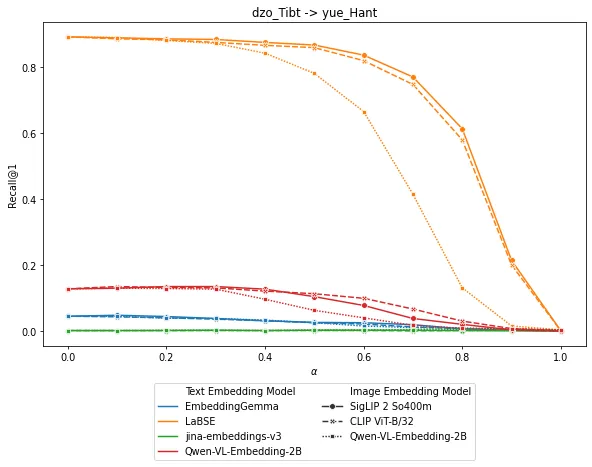 dzo_Tibt -> yue_Hant
Recall@1
0.8
0.6
0.4
0.2
0.0
0.0 0.2 0.4 0.6 0.8 1.0
α
Text Embedding Model
EmbeddingGemma
LaBSE
jina-embeddings-v3
Qwen-VL-Embedding-2B
Image Embedding Model
SigLIP 2 So400m
CLIP ViT-B/32
Qwen-VL-Embedding-2B